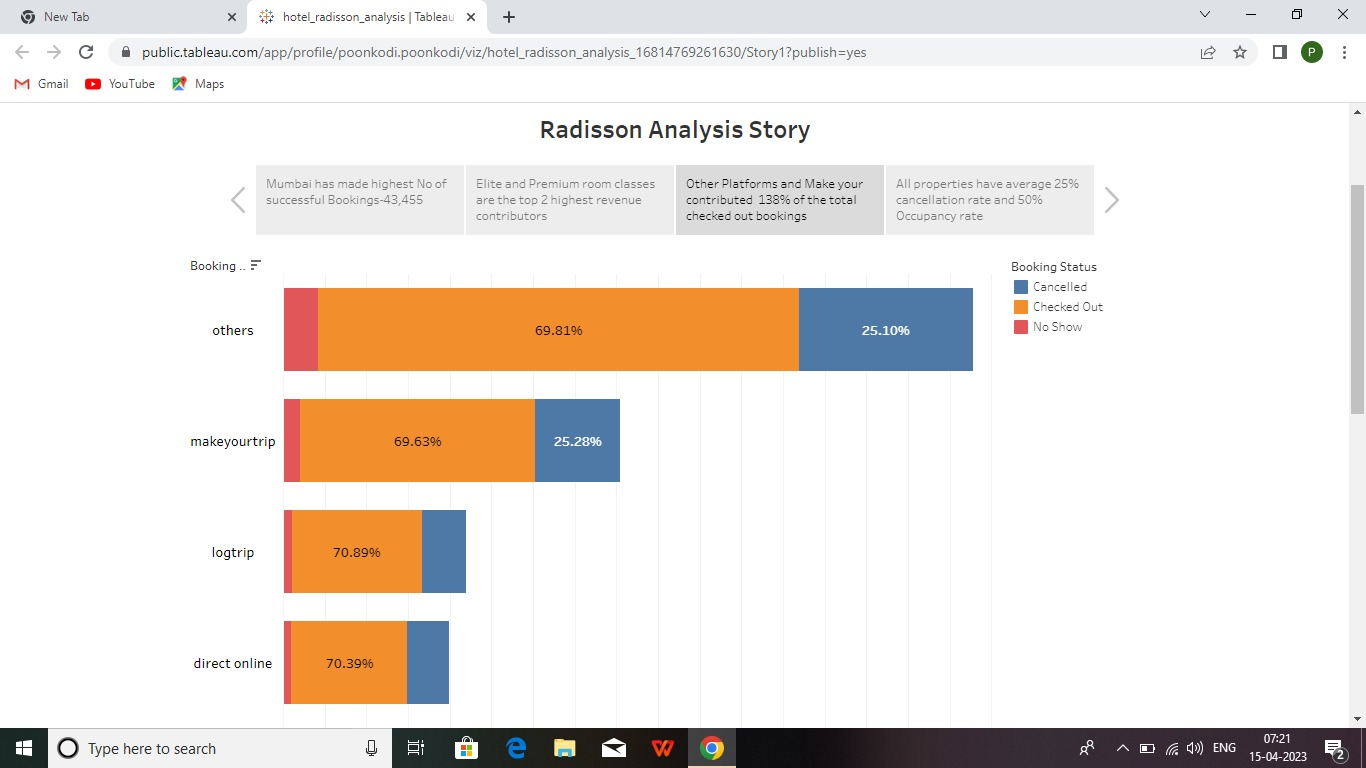 New Tab
hotel_radisson_analysis | Tableau
public.tableau.com/app/profile/poonkodi.poonkodi/viz/hotel_radisson_analysis_16814769261630/Story1?publish=yes
P
Gmail
YouTube
Maps
Radisson Analysis Story
Mumbai has made highest No of
successful Bookings-43,455
Elite and Premium room classes
are the top 2 highest revenue
contributors
Other Platforms and Make your
contributed 138% of the total
checked out bookings
All properties have average 25%
cancellation rate and 50%
Occupancy rate
Booking ..
Booking Status
Cancelled
Checked Out
No Show
others
69.81%
25.10%
makeyourtrip
69.63%
25.28%
logtrip
70.89%
direct online
70.39%
Type here to search
ENG
07:21
15-04-2023
2